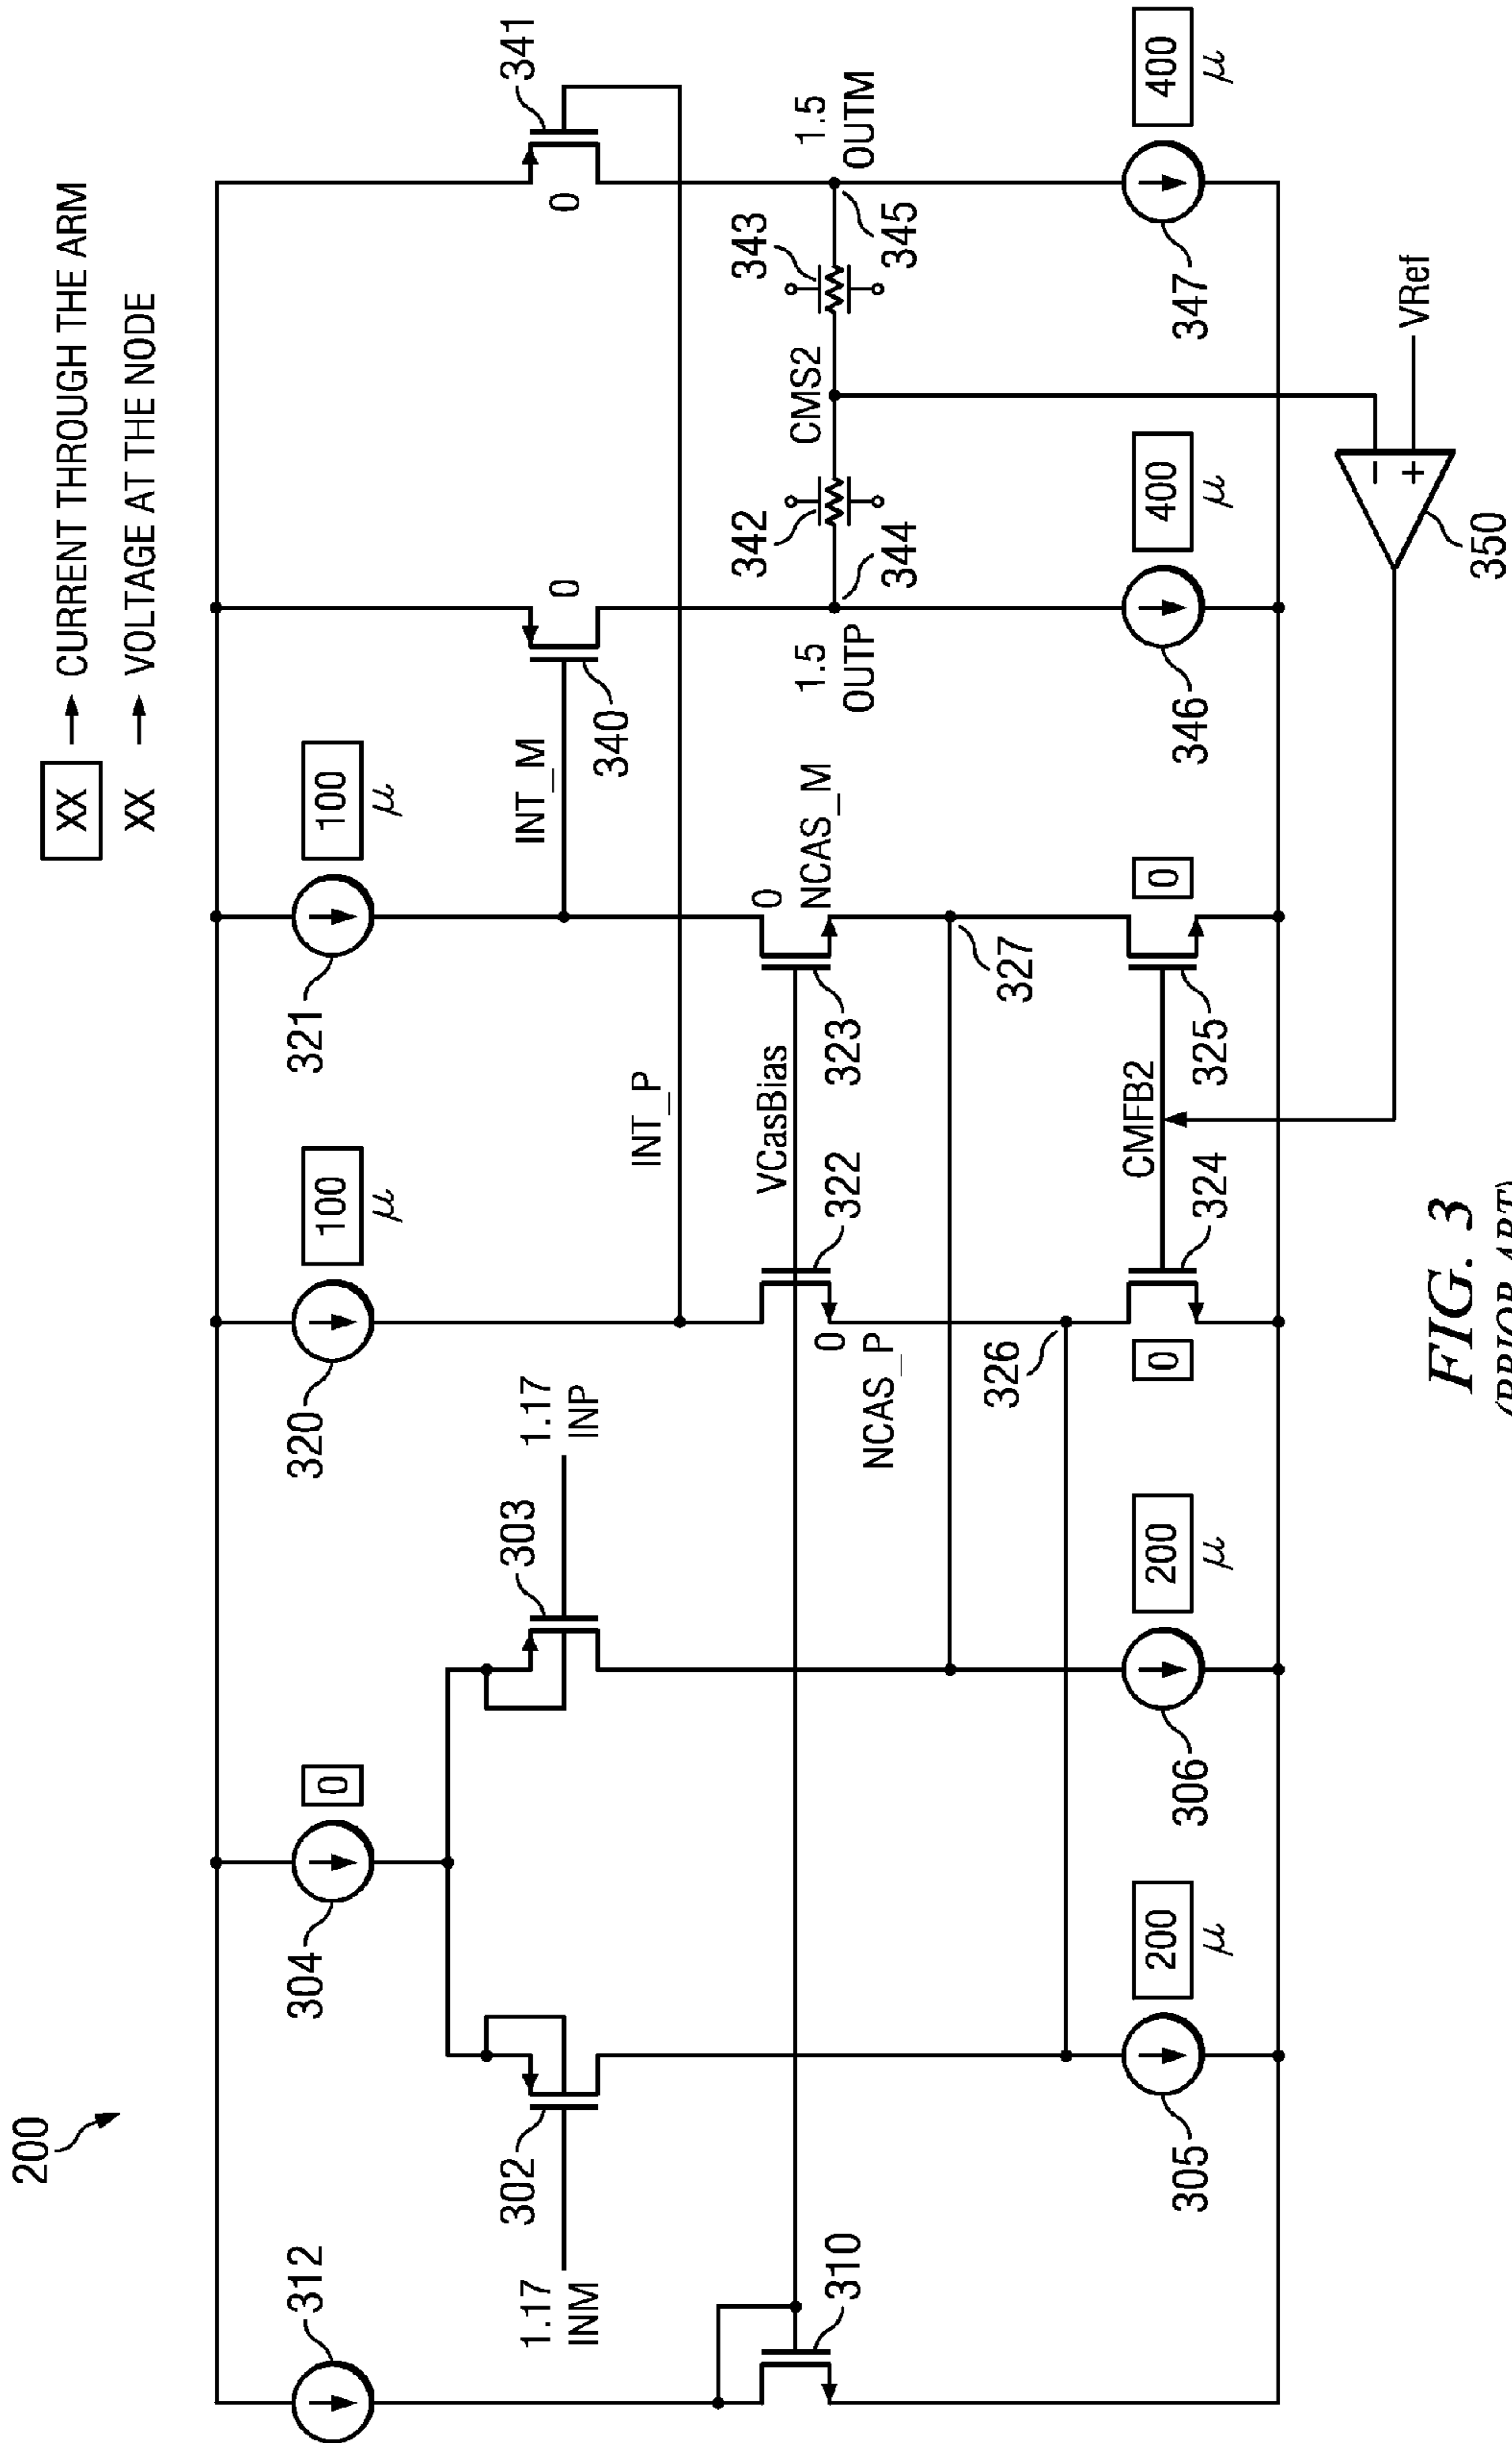 200
XX → CURRENT THROUGH THE ARM
XX → VOLTAGE AT THE NODE
312
304
0
320
100
μ
321
100
μ
341
302
303
1.17
INM
1.17
INP
INT_M
340
0
0
INT_P
310
VCasBias
322
323
0
NCAS_M
0
NCAS_P
326
327
1.5
OUTP
1.5
OUTM
342
CMS2
343
344
345
305
200
μ
306
200
μ
0
CMFB2
324
325
0
346
400
μ
347
400
μ
VRef
−
+
350
FIG. 3
(PRIOR ART)